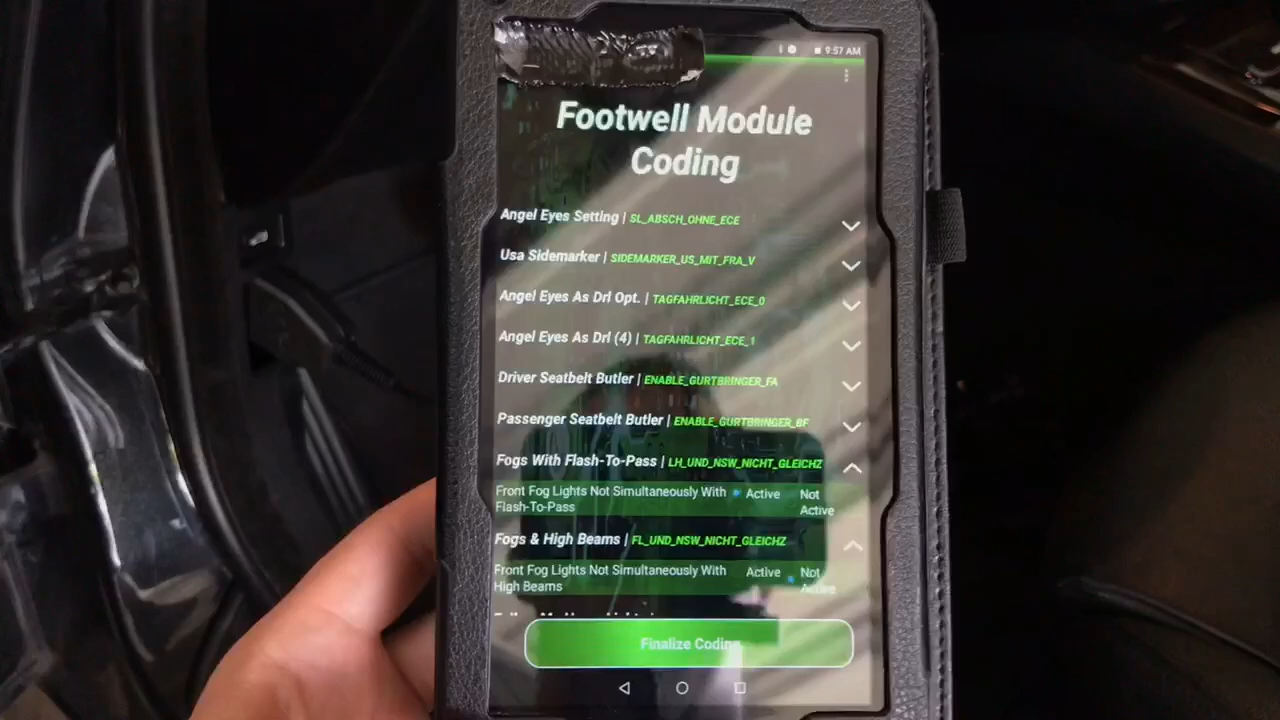 9:57 AM
Footwell Module
Coding
Angel Eyes Setting | SL_ABSCH_OHNE_ECE
Usa Sidemarker | SIDEMARKER_US_MIT_FRA_V
Angel Eyes As Drl Opt. | TAGFAHRLICHT_ECE_0
Angel Eyes As Drl (4) | TAGFAHRLICHT_ECE_1
Driver Seatbelt Butler | ENABLE_GURTBRINGER_FA
Passenger Seatbelt Butler | ENABLE_GURTBRINGER_BF
Fogs With Flash-To-Pass | LH_UND_NSW_NICHT_GLEICHZ
Front Fog Lights Not Simultaneously With Active Not
Flash-To-Pass Active
Fogs & High Beams | FL_UND_NSW_NICHT_GLEICHZ
Front Fog Lights Not Simultaneously With Active Not
High Beams Active
Finalize Coding